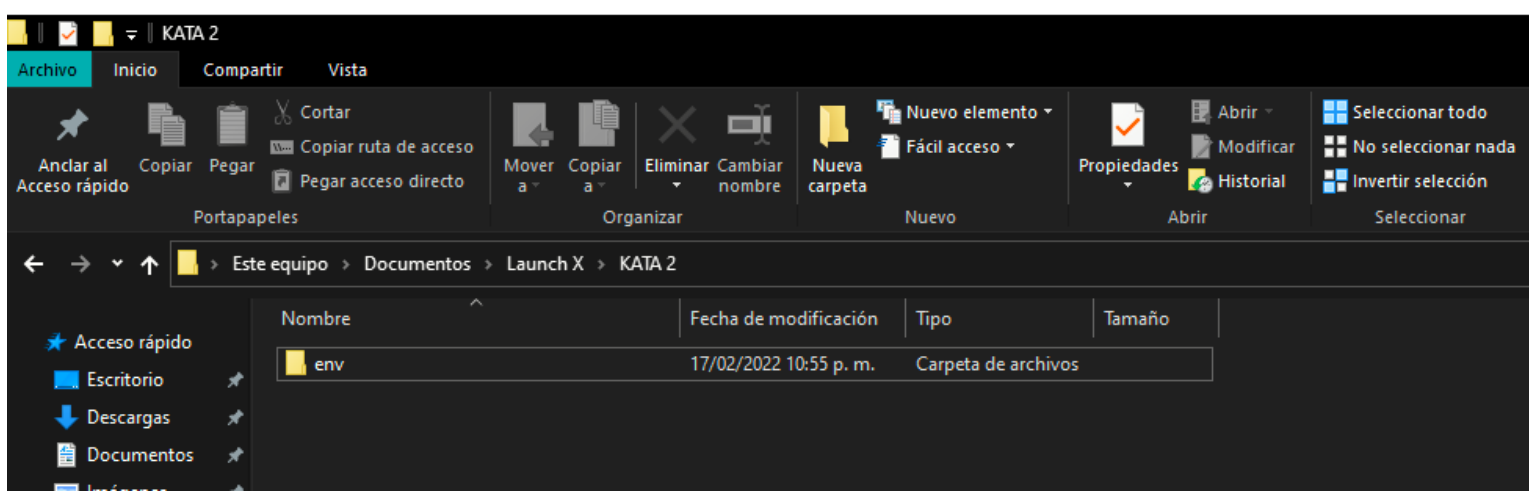 KATA 2
Archivo Inicio Compartir Vista
Anclar al Acceso rápido
Copiar
Pegar
Cortar
Copiar ruta de acceso
Pegar acceso directo
Portapapeles
Mover a
Copiar a
Eliminar
Cambiar nombre
Organizar
Nueva carpeta
Nuevo elemento
Fácil acceso
Nuevo
Propiedades
Abrir
Modificar
Historial
Abrir
Seleccionar todo
No seleccionar nada
Invertir selección
Seleccionar
Este equipo > Documentos > Launch X > KATA 2
Nombre Fecha de modificación Tipo Tamaño
env 17/02/2022 10:55 p. m. Carpeta de archivos
Acceso rápido
Escritorio
Descargas
Documentos